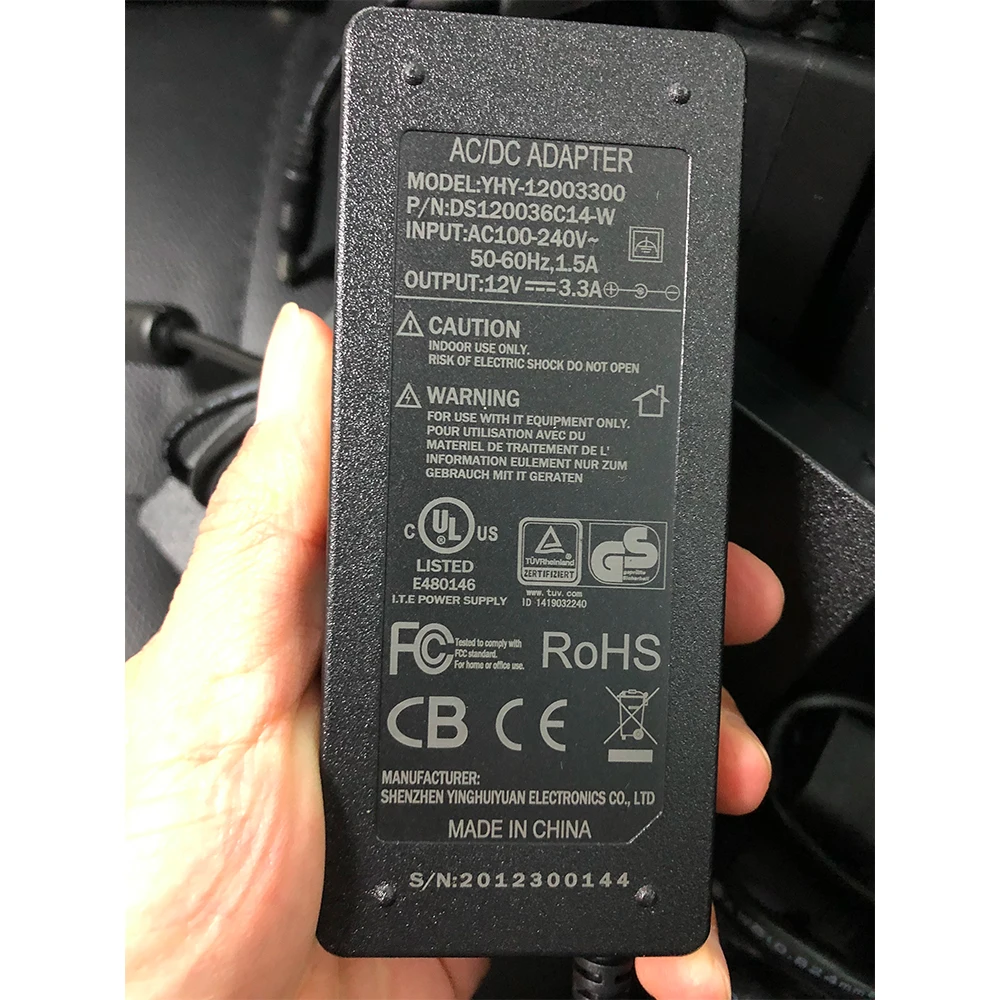 AC/DC ADAPTER
MODEL:YHY-12003300
P/N:DS120036C14-W
INPUT:AC100-240V~
50-60Hz,1.5A
OUTPUT:12V⎓3.3A
CAUTION
INDOOR USE ONLY.
RISK OF ELECTRIC SHOCK DO NOT OPEN
WARNING
FOR USE WITH IT EQUIPMENT ONLY.
POUR UTILISATION AVEC DU
MATERIEL DE TRAITEMENT DE L'
INFORMATION EULEMENT NUR ZUM
GEBRAUCH MIT IT GERATEN
C UL US
LISTED
E480146
I.T.E POWER SUPPLY
TÜVRheinland
ZERTIFIZIERT
www.tuv.com
ID 1419032240
GS
geprüfte
Sicherheit
FC
Tested to comply with
FCC standard.
For home or office use.
RoHS
CB CE
MANUFACTURER:
SHENZHEN YINGHUIYUAN ELECTRONICS CO., LTD
MADE IN CHINA
S/N:2012300144